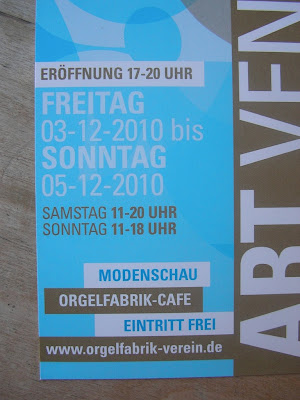 ERÖFFNUNG 17-20 UHR
FREITAG
03-12-2010 bis
SONNTAG
05-12-2010
SAMSTAG 11-20 UHR
SONNTAG 11-18 UHR
MODENSCHAU
ORGELFABRIK-CAFE
EINTRITT FREI
www.orgelfabrik-verein.de
ART VEN